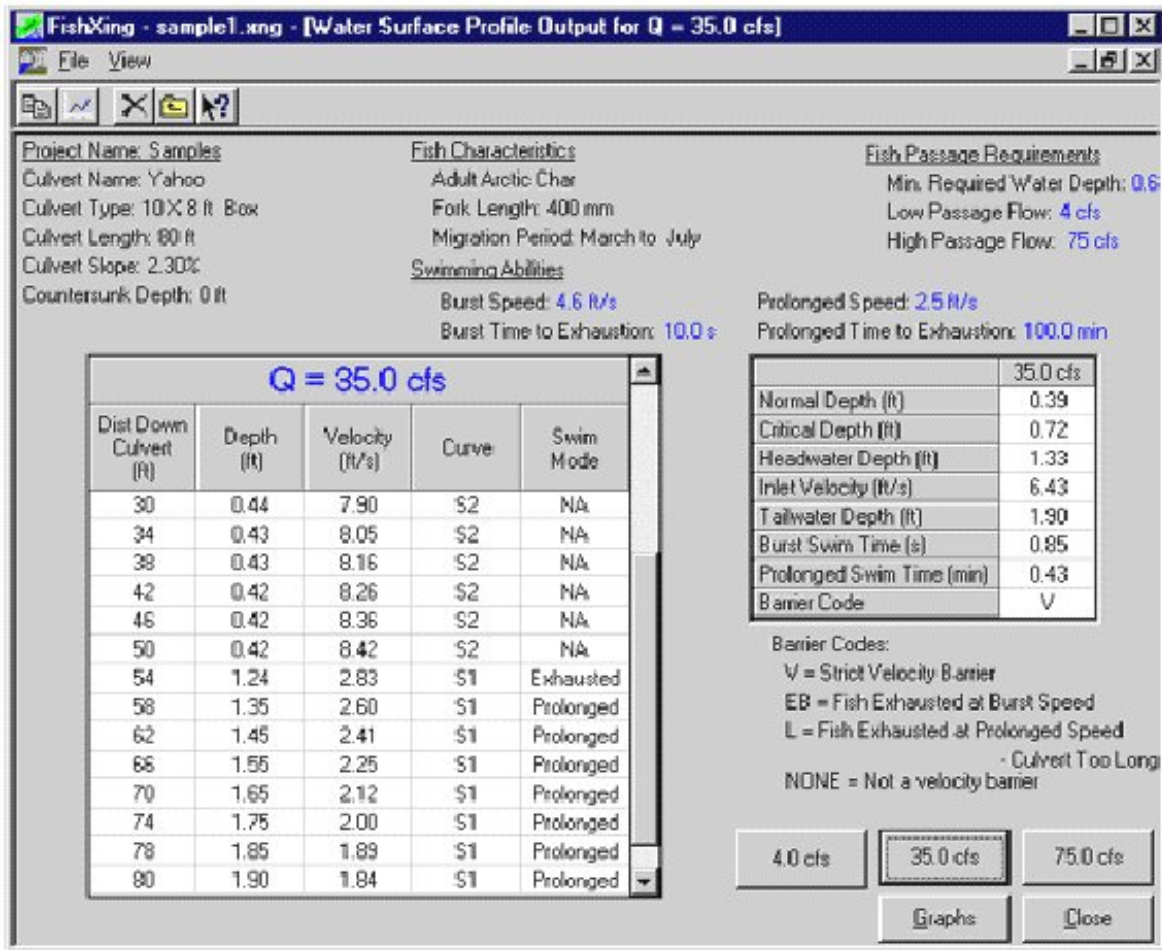 FishXing - sample1.xng - [Water Surface Profile Output for Q = 35.0 cfs]
File View
Project Name: Samples
Culvert Name: Yahoo
Culvert Type: 10 X 8 ft Box
Culvert Length: 80 ft
Culvert Slope: 2.30%
Countersunk Depth: 0 ft
Fish Characteristics
Adult Arctic Char
Fork Length: 400 mm
Migration Period: March to July
Swimming Abilities
Burst Speed: 4.6 ft/s
Burst Time to Exhaustion: 10.0 s
Fish Passage Requirements
Min. Required Water Depth: 0.6
Low Passage Flow: 4 cfs
High Passage Flow: 75 cfs
Prolonged Speed: 2.5 ft/s
Prolonged Time to Exhaustion: 100.0 min
Q = 35.0 cfs
Dist Down Culvert (ft) Depth (ft) Velocity (ft/s) Curve Swim Mode
30 0.44 7.90 S2 NA
34 0.43 8.05 S2 NA
38 0.43 8.16 S2 NA
42 0.42 8.26 S2 NA
46 0.42 8.36 S2 NA
50 0.42 8.42 S2 NA
54 1.24 2.83 S1 Exhausted
58 1.35 2.60 S1 Prolonged
62 1.45 2.41 S1 Prolonged
66 1.55 2.25 S1 Prolonged
70 1.65 2.12 S1 Prolonged
74 1.75 2.00 S1 Prolonged
78 1.85 1.89 S1 Prolonged
80 1.90 1.84 S1 Prolonged
35.0 cfs
Normal Depth (ft) 0.39
Critical Depth (ft) 0.72
Headwater Depth (ft) 1.33
Inlet Velocity (ft/s) 6.43
Tailwater Depth (ft) 1.90
Burst Swim Time (s) 0.85
Prolonged Swim Time (min) 0.43
Barrier Code V
Barrier Codes:
V = Strict Velocity Barrier
EB = Fish Exhausted at Burst Speed
L = Fish Exhausted at Prolonged Speed
- Culvert Too Long
NONE = Not a velocity barrier
4.0 cfs 35.0 cfs 75.0 cfs
Graphs Close